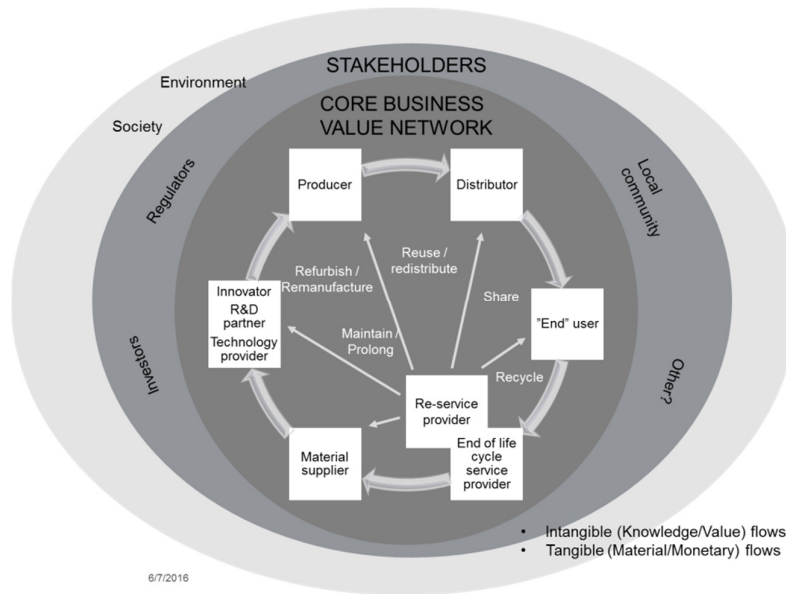 STAKEHOLDERS
Environment
CORE BUSINESS
VALUE NETWORK
Society
Regulators
Local
community
Producer
Distributor
Reuse /
redistribute
Refurbish /
Remanufacture
Innovator
R&D
partner
Technology
provider
Share
"End" user
Maintain /
Prolong
Investors
Other?
Recycle
Re-service
provider
Material
supplier
End of life
cycle
service
provider
• Intangible (Knowledge/Value) flows
• Tangible (Material/Monetary) flows
6/7/2016